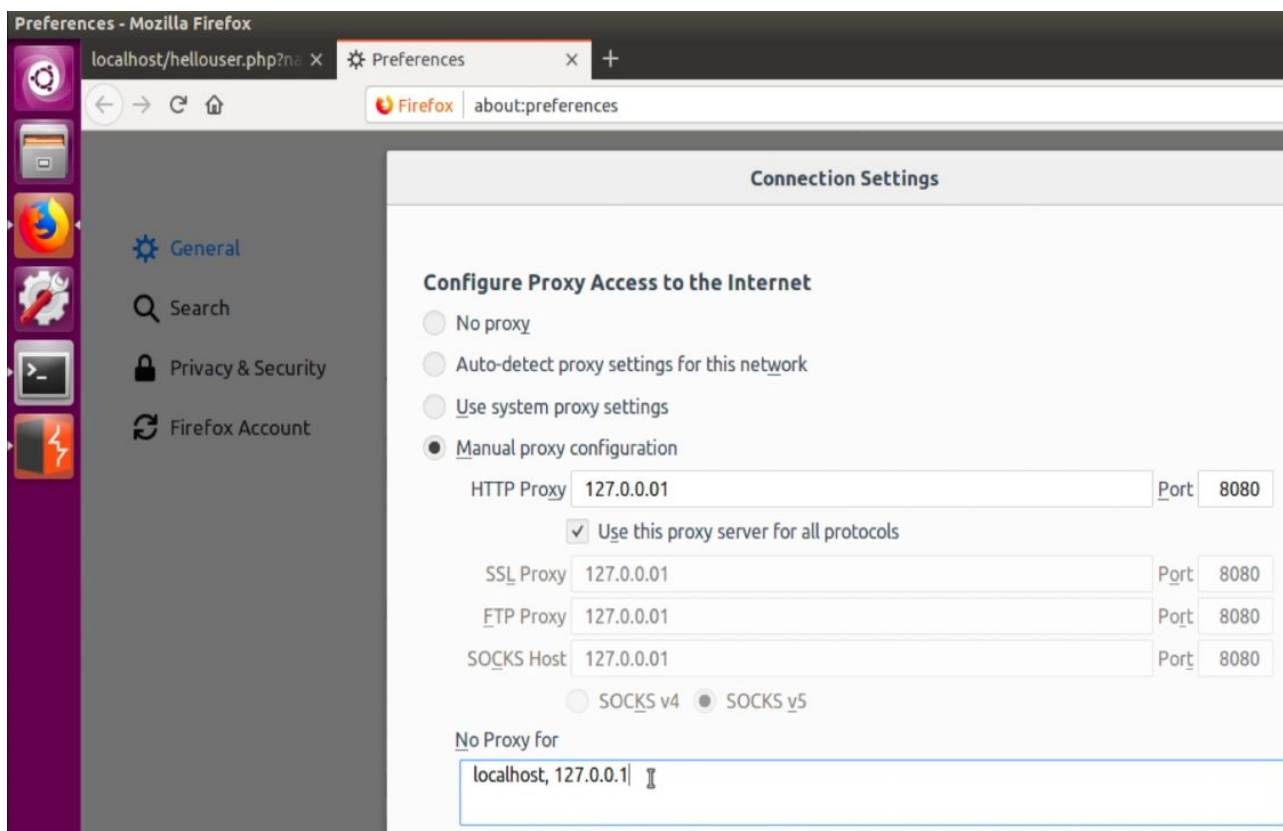 Preferences - Mozilla Firefox
localhost/hellouser.php?na Preferences
Firefox about:preferences
Connection Settings
General
Search
Privacy & Security
Firefox Account
Configure Proxy Access to the Internet
No proxy
Auto-detect proxy settings for this network
Use system proxy settings
Manual proxy configuration
HTTP Proxy 127.0.0.01 Port 8080
Use this proxy server for all protocols
SSL Proxy 127.0.0.01 Port 8080
FTP Proxy 127.0.0.01 Port 8080
SOCKS Host 127.0.0.01 Port 8080
SOCKS v4 SOCKS v5
No Proxy for
localhost, 127.0.0.1